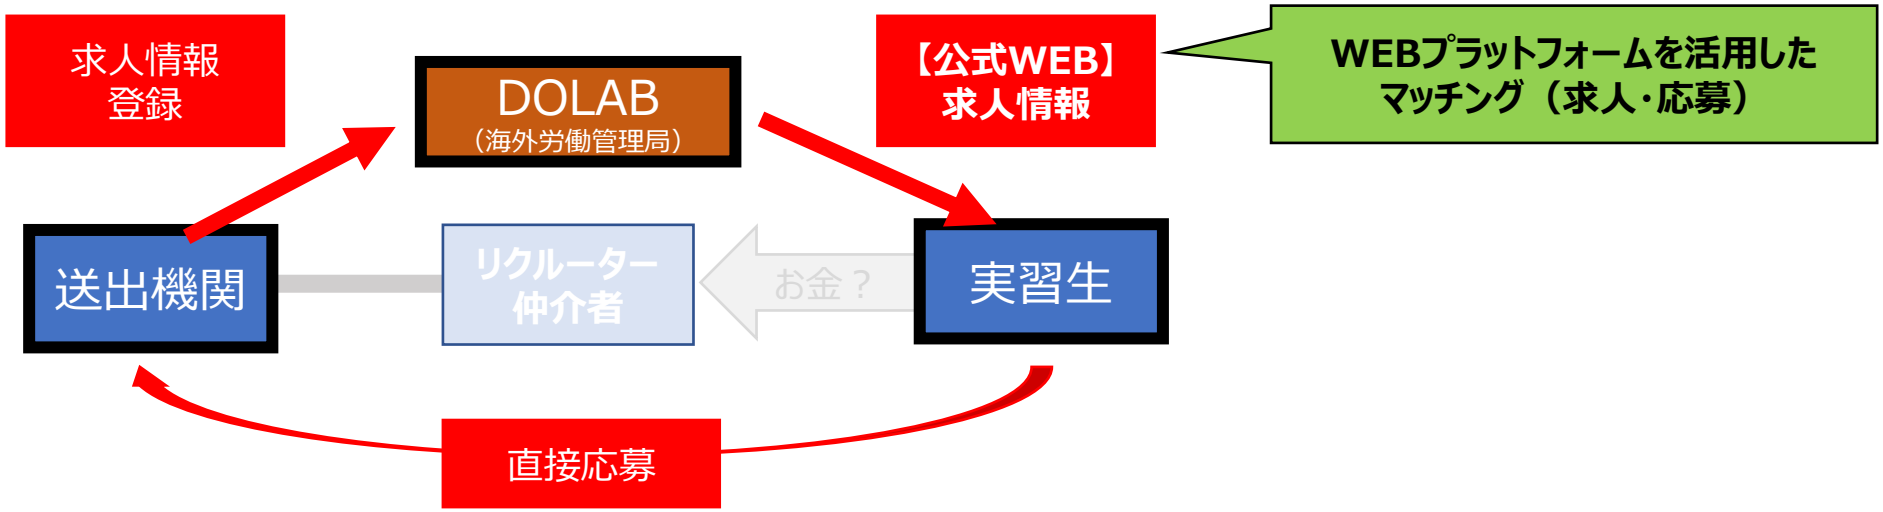 求人情報
登録
DOLAB
（海外労働管理局）
【公式WEB】
求人情報
WEBプラットフォームを活用した
マッチング（求人・応募）
送出機関
リクルーター
仲介者
お金？
実習生
直接応募